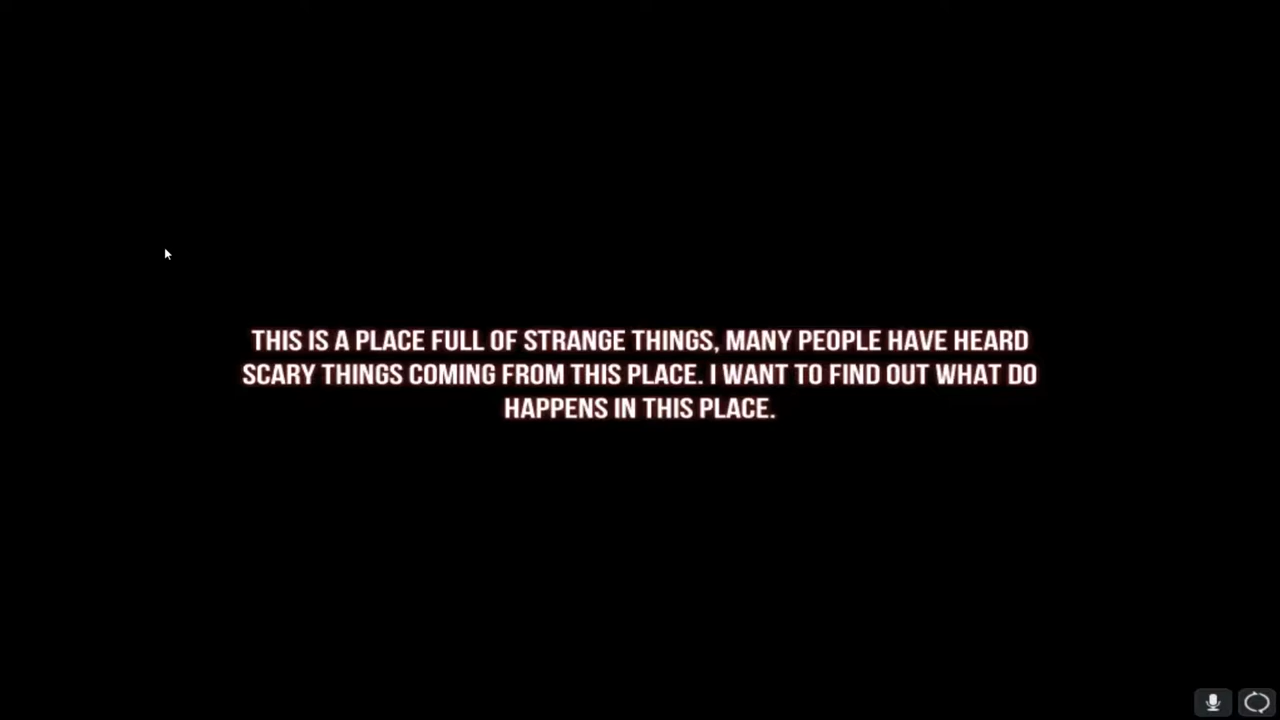 THIS IS A PLACE FULL OF STRANGE THINGS, MANY PEOPLE HAVE HEARD
SCARY THINGS COMING FROM THIS PLACE. I WANT TO FIND OUT WHAT DO
HAPPENS IN THIS PLACE.